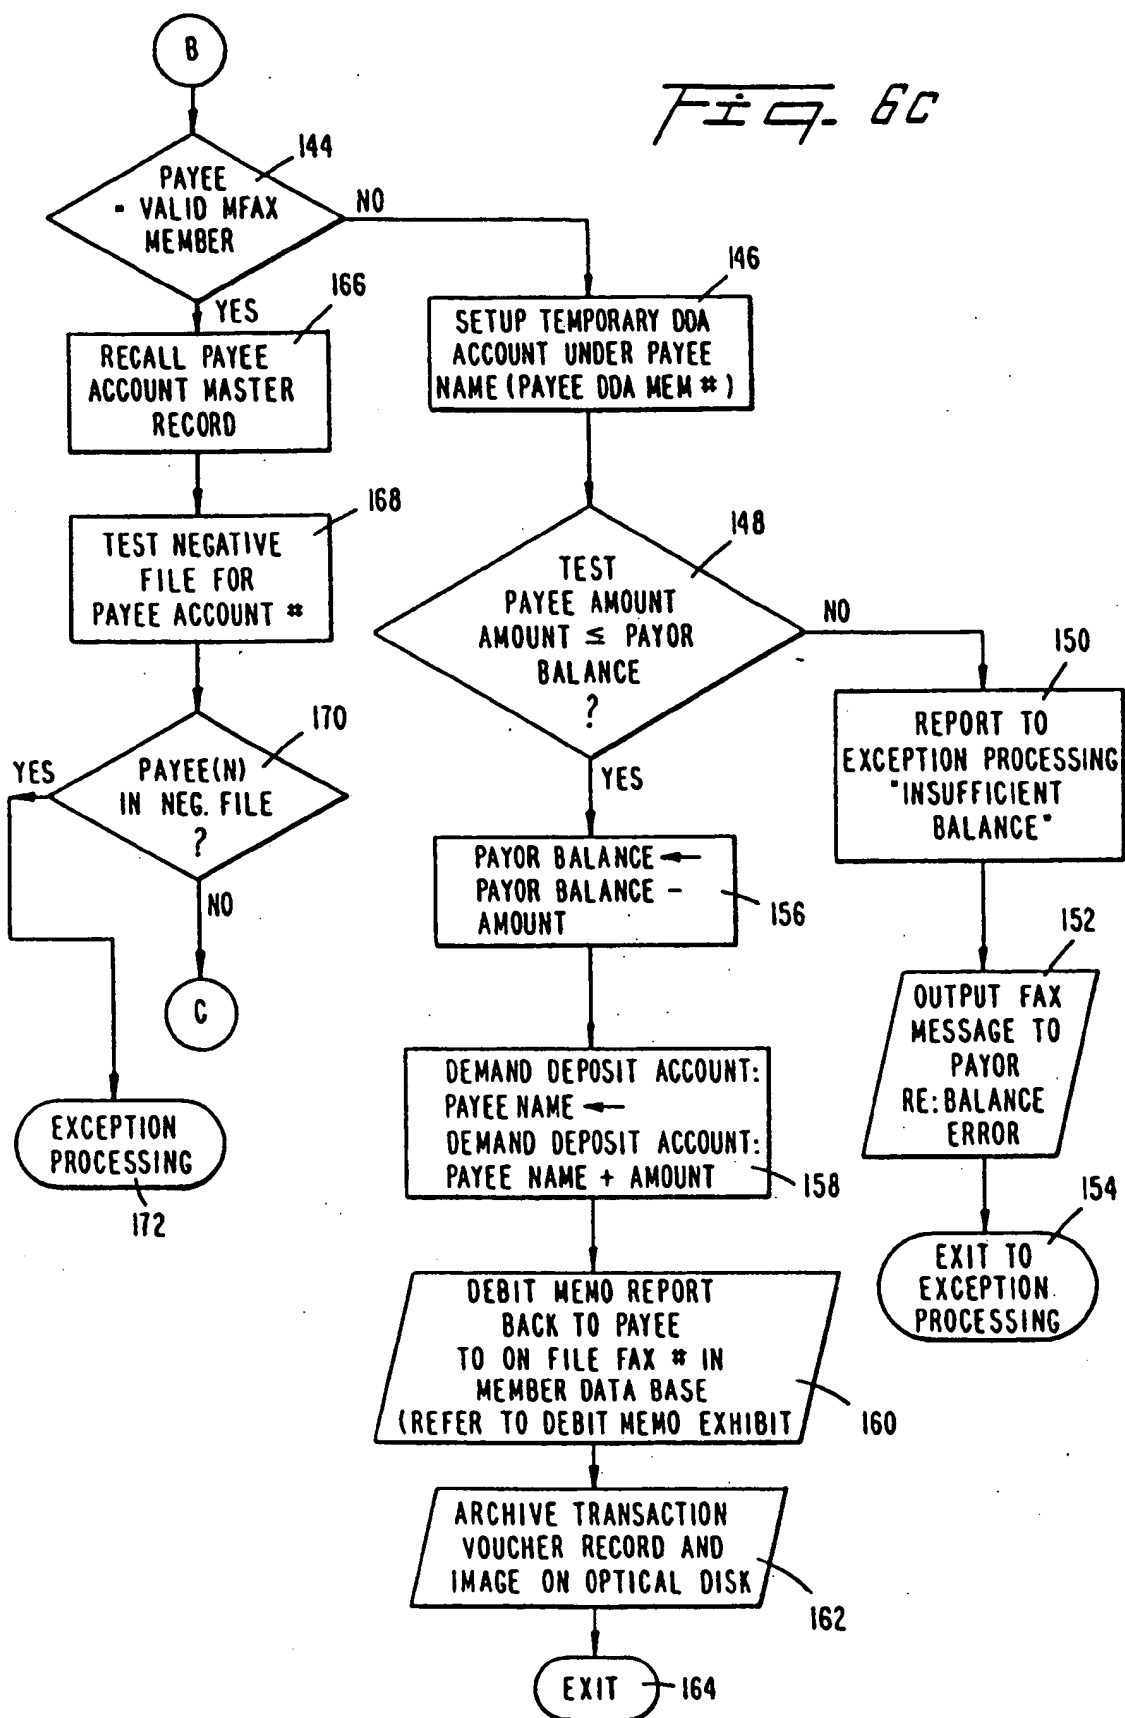 B
Fig. 6C
144
PAYEE
= VALID MFAX
MEMBER
NO
YES
166
RECALL PAYEE
ACCOUNT MASTER
RECORD
168
TEST NEGATIVE
FILE FOR
PAYEE ACCOUNT #
170
YES
PAYEE(N)
IN NEG. FILE
?
NO
C
EXCEPTION
PROCESSING
172
146
SETUP TEMPORARY DDA
ACCOUNT UNDER PAYEE
NAME (PAYEE DDA MEM #)
148
TEST
PAYEE AMOUNT
AMOUNT ≤ PAYOR
BALANCE
?
NO
YES
150
REPORT TO
EXCEPTION PROCESSING
"INSUFFICIENT
BALANCE"
152
OUTPUT FAX
MESSAGE TO
PAYOR
RE: BALANCE
ERROR
154
EXIT TO
EXCEPTION
PROCESSING
PAYOR BALANCE ←
PAYOR BALANCE -
AMOUNT
156
DEMAND DEPOSIT ACCOUNT:
PAYEE NAME ←
DEMAND DEPOSIT ACCOUNT:
PAYEE NAME + AMOUNT
158
DEBIT MEMO REPORT
BACK TO PAYEE
TO ON FILE FAX # IN
MEMBER DATA BASE
(REFER TO DEBIT MEMO EXHIBIT
160
ARCHIVE TRANSACTION
VOUCHER RECORD AND
IMAGE ON OPTICAL DISK
162
EXIT
164